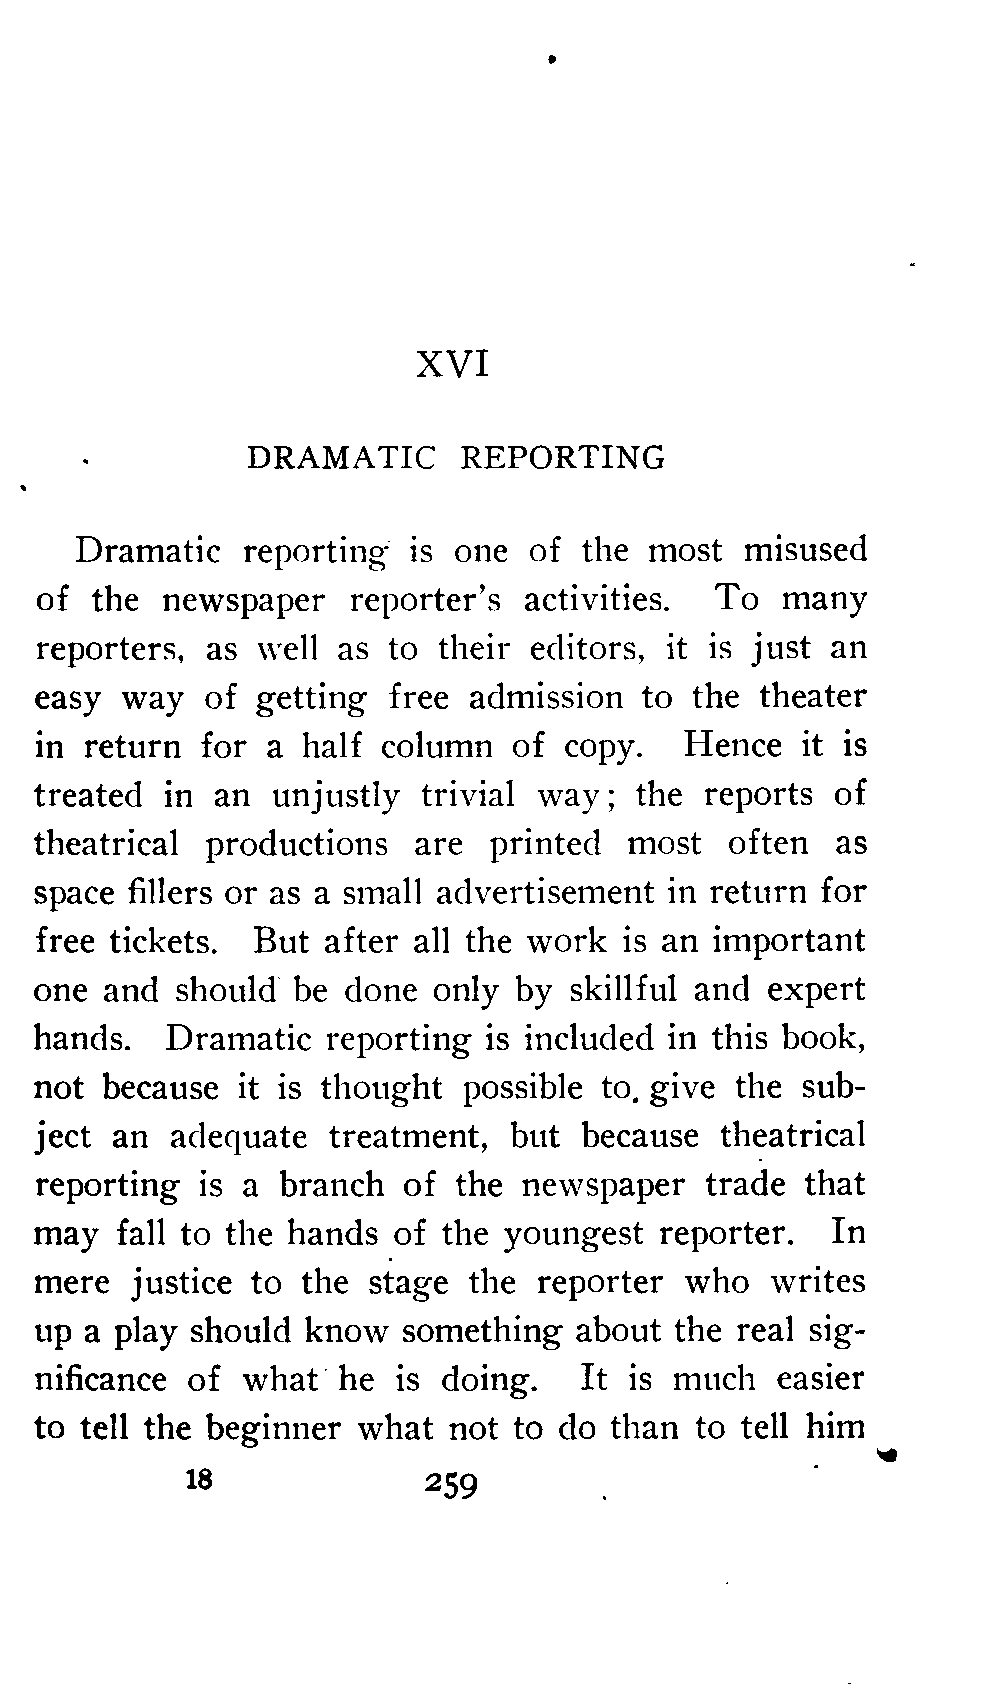 XVI
DRAMATIC REPORTING
Dramatic reporting is one of the most misused
of the newspaper reporter's activities. To many
reporters, as well as to their editors, it is just an
easy way of getting free admission to the theater
in return for a half column of copy. Hence it is
treated in an unjustly trivial way; the reports of
theatrical productions are printed most often as
space fillers or as a small advertisement in return for
free tickets. But after all the work is an important
one and should be done only by skillful and expert
hands. Dramatic reporting is included in this book,
not because it is thought possible to give the sub-
ject an adequate treatment, but because theatrical
reporting is a branch of the newspaper trade that
may fall to the hands of the youngest reporter. In
mere justice to the stage the reporter who writes
up a play should know something about the real sig-
nificance of what he is doing. It is much easier
to tell the beginner what not to do than to tell him
18 259